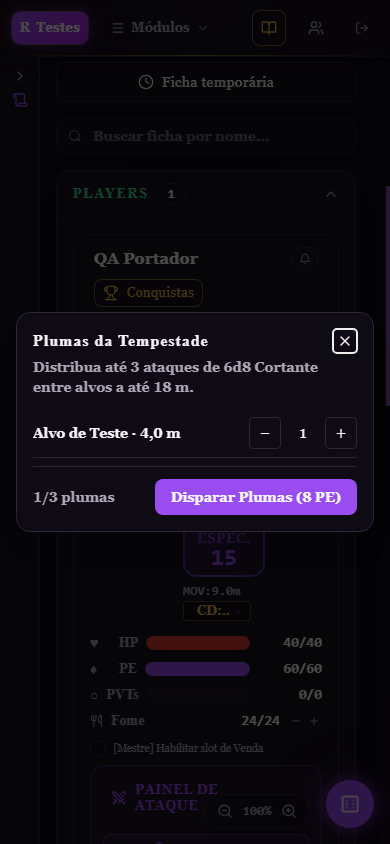 R Testes
Módulos
Ficha temporária
Buscar ficha por nome...
PLAYERS 1
QA Portador
Conquistas
Plumas da Tempestade
Distribua até 3 ataques de 6d8 Cortante
entre alvos a até 18 m.
Alvo de Teste · 4,0 m
− 1 +
1/3 plumas
Disparar Plumas (8 PE)
ESPEC.
15
MOV:9.0m
CD:..
HP 40/40
PE 60/60
PVTs 0/0
Fome 24/24 − +
[Mestre] Habilitar slot de Venda
PAINEL DE
ATAQUE
100%